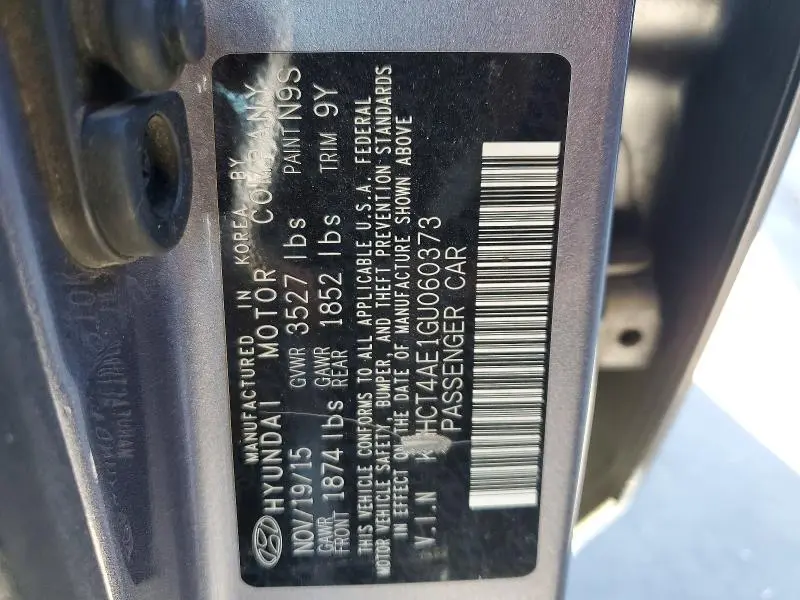 MANUFACTURED IN KOREA BY
HYUNDAI MOTOR COMPANY
NOV/19/15 GVWR 3527 lbs PAINT N9S
GAWR FRONT 1874 lbs GAWR REAR 1852 lbs TRIM 9Y
THIS VEHICLE CONFORMS TO ALL APPLICABLE U.S.A. FEDERAL
MOTOR VEHICLE SAFETY, BUMPER, AND THEFT PREVENTION STANDARDS
IN EFFECT ON THE DATE OF MANUFACTURE SHOWN ABOVE
V.I.N HCT4AE1GU060373
PASSENGER CAR